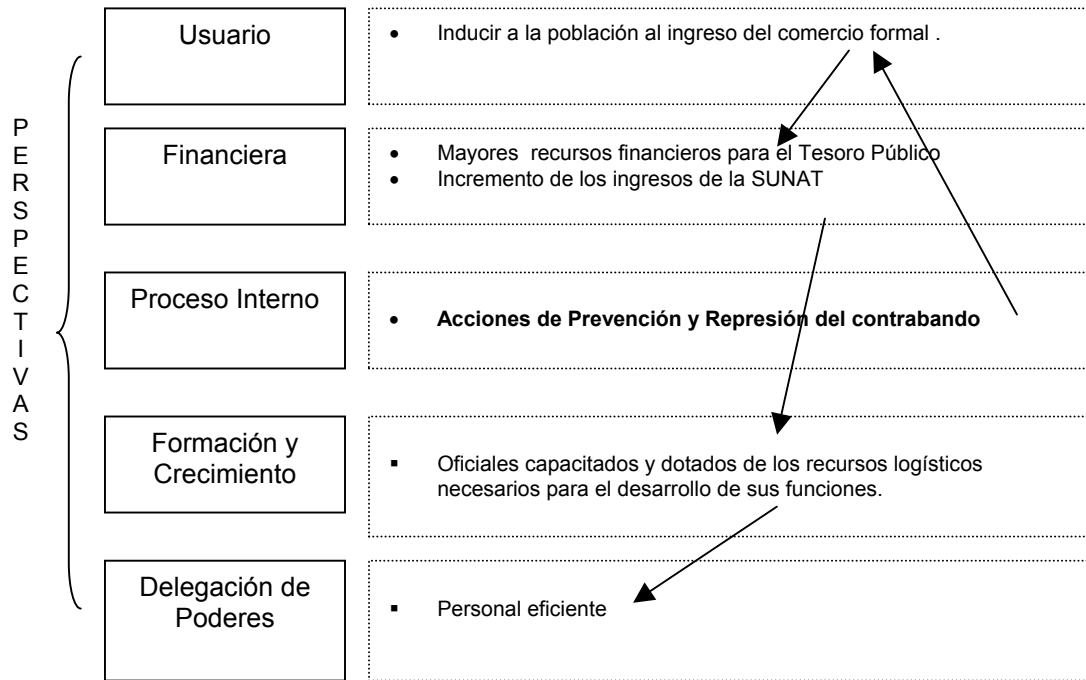 PERSPECTIVAS
Usuario
• Inducir a la población al ingreso del comercio formal .
Financiera
• Mayores recursos financieros para el Tesoro Público
• Incremento de los ingresos de la SUNAT
Proceso Interno
• Acciones de Prevención y Represión del contrabando
Formación y
Crecimiento
▪ Oficiales capacitados y dotados de los recursos logísticos
necesarios para el desarrollo de sus funciones.
Delegación de
Poderes
▪ Personal eficiente